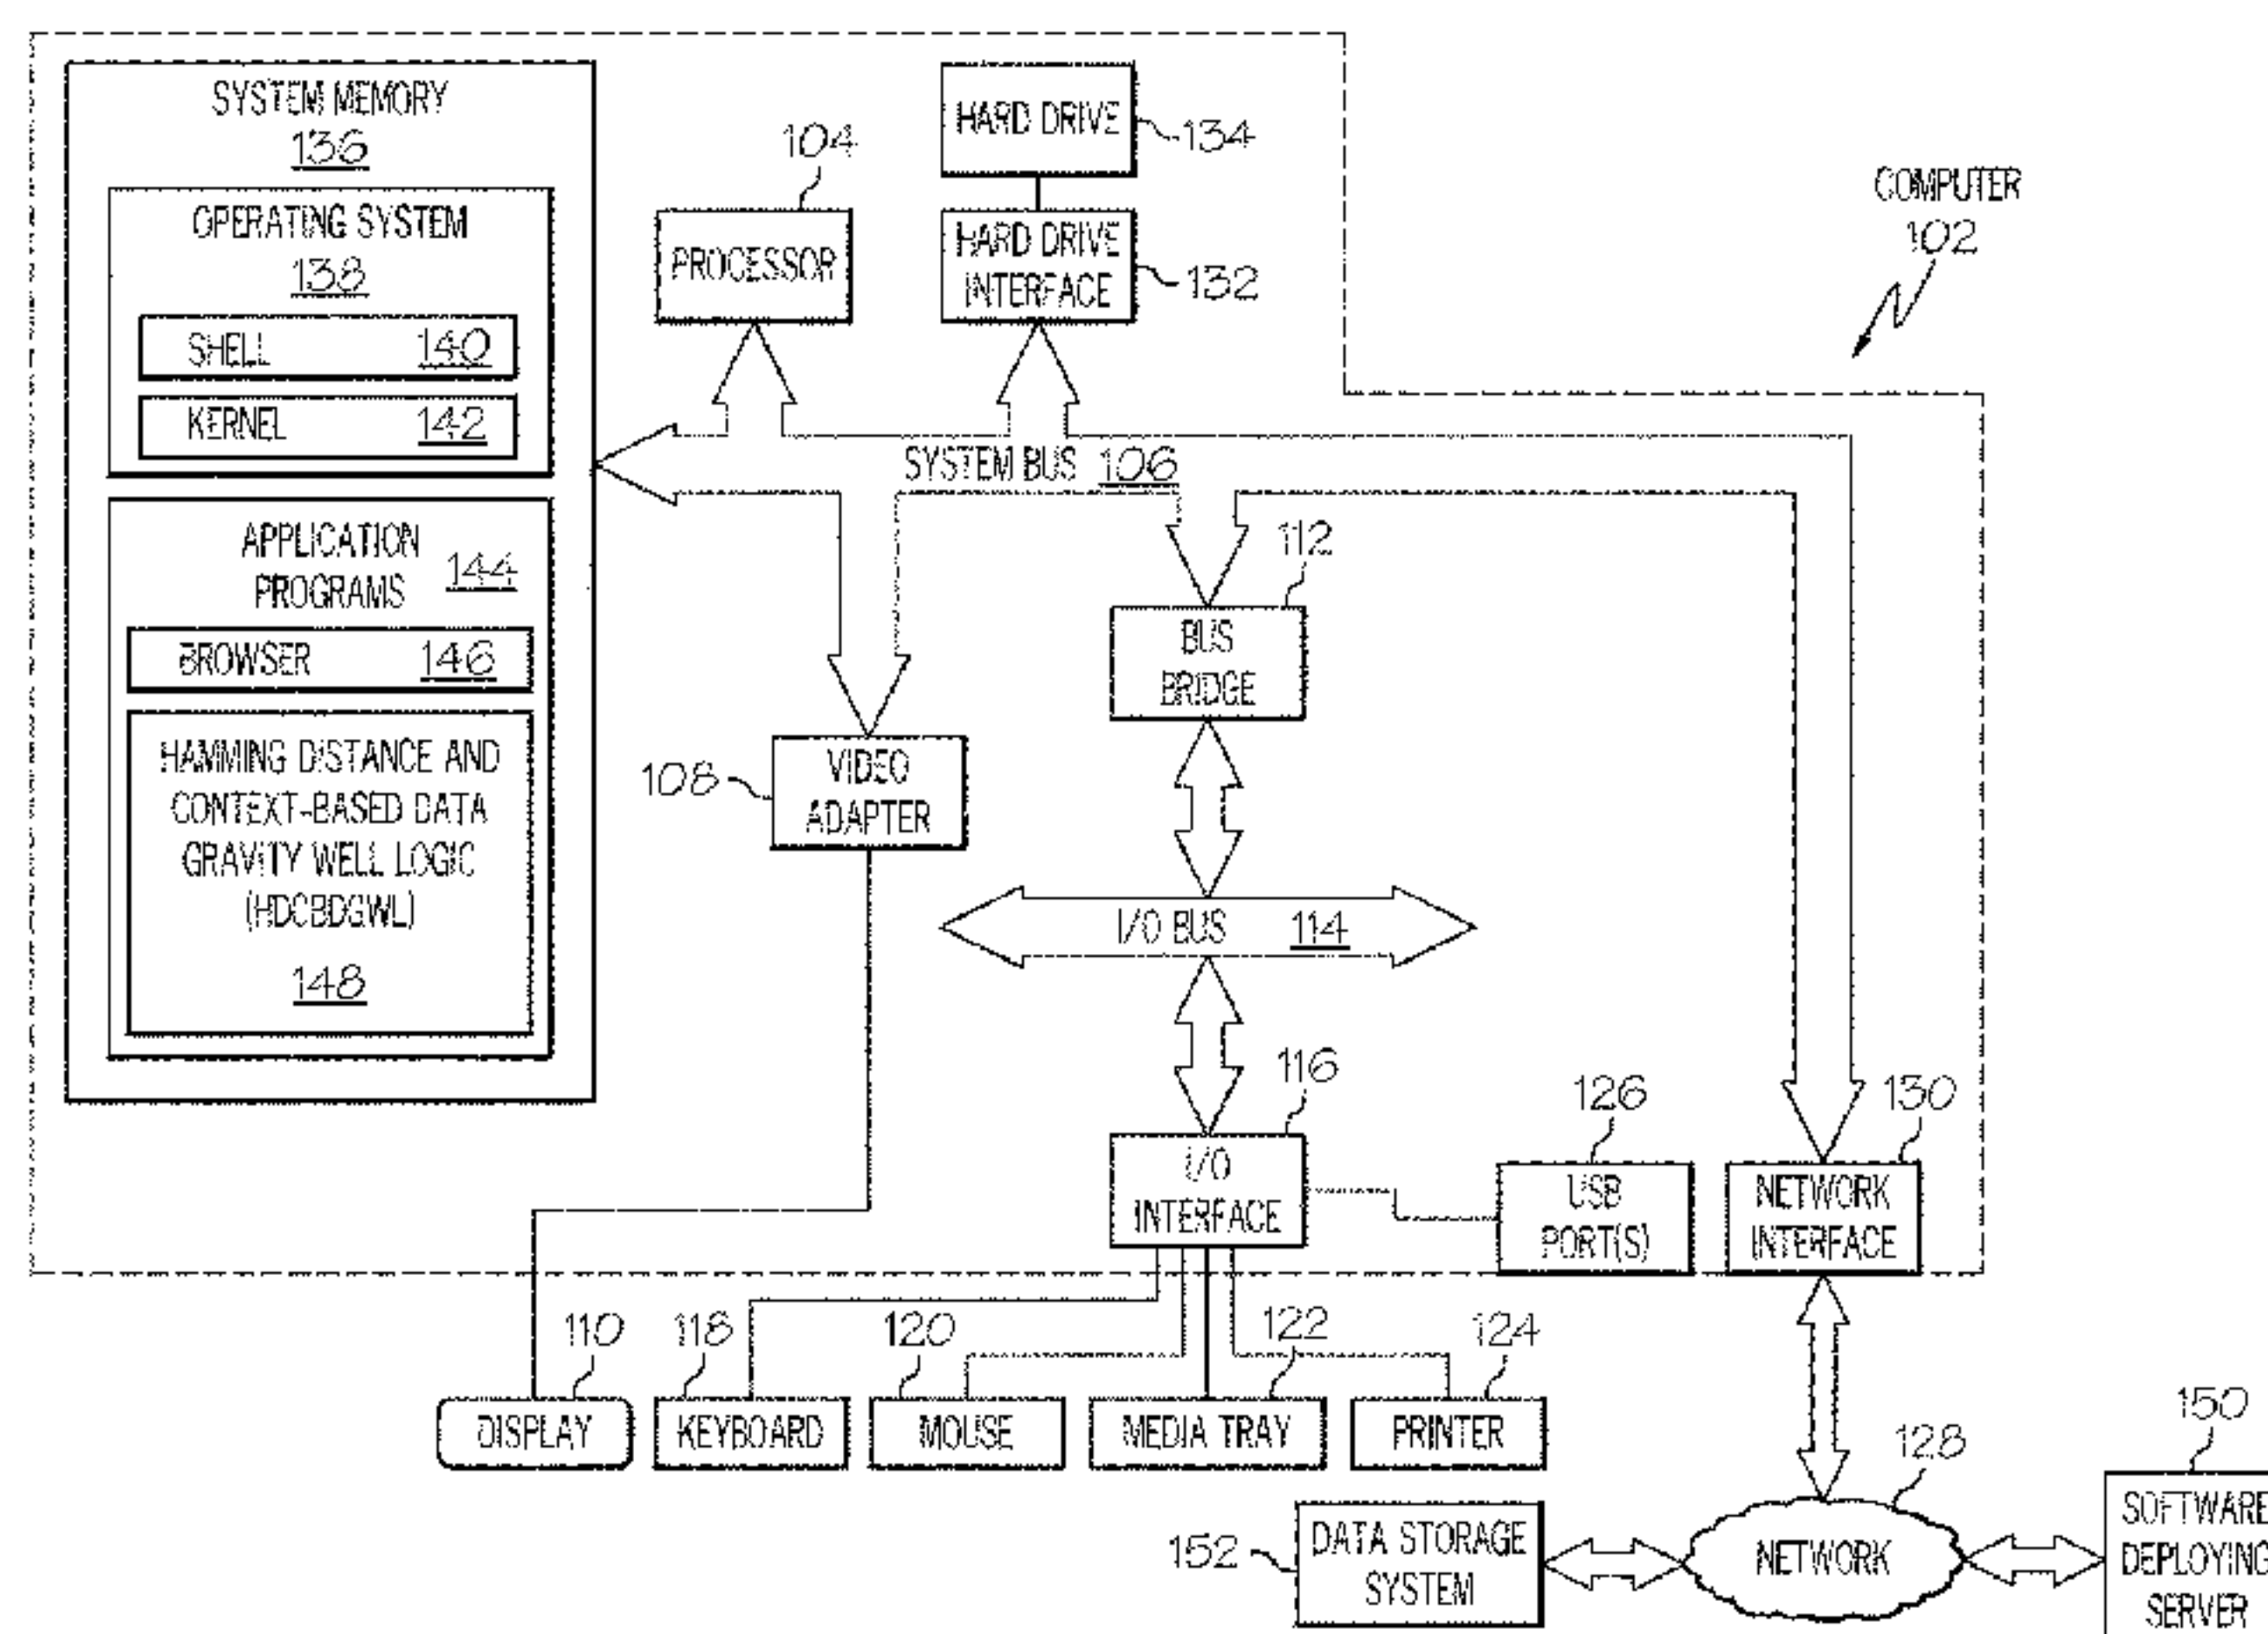 SYSTEM MEMORY
136
OPERATING SYSTEM
138
SHELL 140
KERNEL 142
APPLICATION
PROGRAMS
144
BROWSER 146
HAMMING DISTANCE AND
CONTEXT-BASED DATA
GRAVITY WELL LOGIC
(HDCBDGWL)
148
104
PROCESSOR
HARD DRIVE
134
HARD DRIVE
INTERFACE
132
COMPUTER
102
SYSTEM BUS 106
112
BUS
BRIDGE
108
VIDEO
ADAPTER
I/O BUS 114
116
I/O
INTERFACE
126
USB
PORT(S)
130
NETWORK
INTERFACE
110
DISPLAY
118
KEYBOARD
120
MOUSE
122
MEDIA TRAY
124
PRINTER
152
DATA STORAGE
SYSTEM
128
NETWORK
150
SOFTWARE
DEPLOYING
SERVER